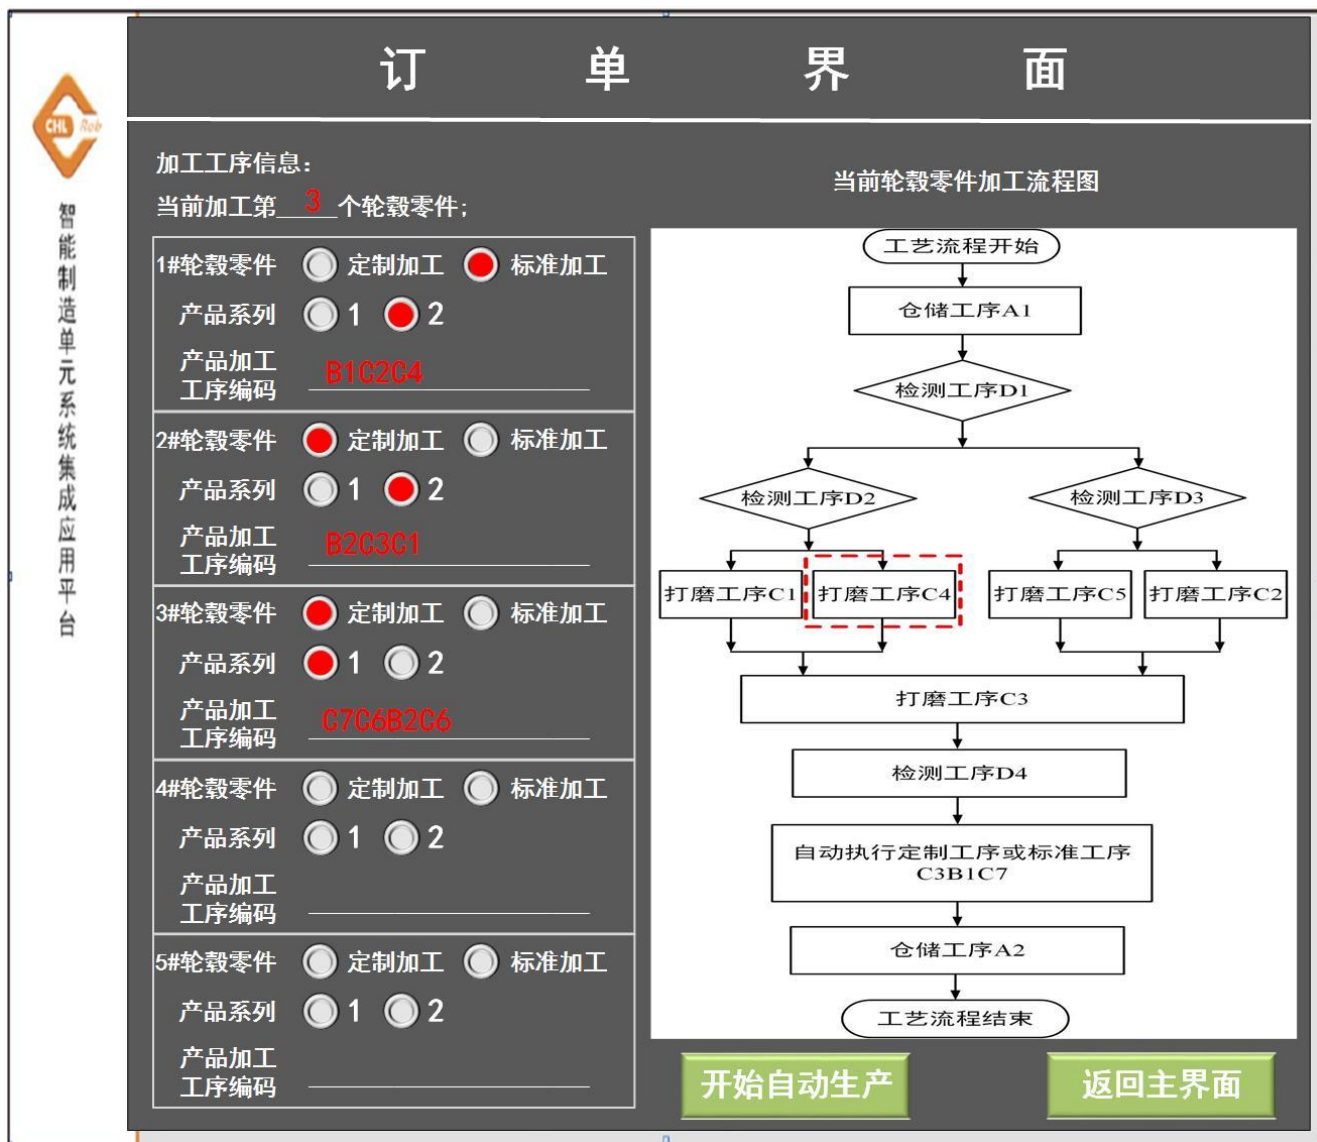 订单界面
CHL Rob
智能制造单元系统集成应用平台
加工工序信息:
当前加工第 3 个轮毂零件;
1#轮毂零件 定制加工 标准加工
产品系列 1 2
产品加工
工序编码 B1C2C4
2#轮毂零件 定制加工 标准加工
产品系列 1 2
产品加工
工序编码 B2C3C1
3#轮毂零件 定制加工 标准加工
产品系列 1 2
产品加工
工序编码 C7C6B2C6
4#轮毂零件 定制加工 标准加工
产品系列 1 2
产品加工
工序编码
5#轮毂零件 定制加工 标准加工
产品系列 1 2
产品加工
工序编码
当前轮毂零件加工流程图
工艺流程开始
仓储工序A1
检测工序D1
检测工序D2 检测工序D3
打磨工序C1 打磨工序C4 打磨工序C5 打磨工序C2
打磨工序C3
检测工序D4
自动执行定制工序或标准工序
C3B1C7
仓储工序A2
工艺流程结束
开始自动生产 返回主界面